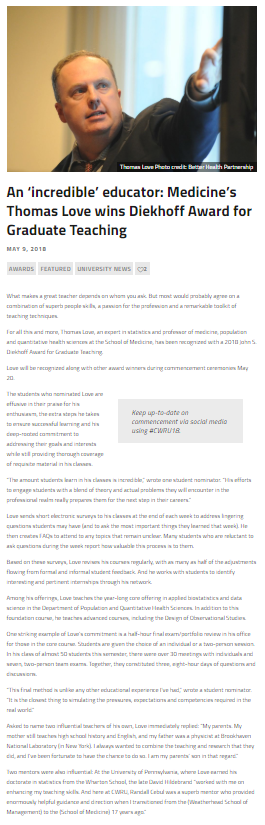 Thomas Love Photo credit: Better Health Partnership
An ‘incredible’ educator: Medicine’s
Thomas Love wins Diekhoff Award for
Graduate Teaching
MAY 9, 2018
AWARDS FEATURED UNIVERSITY NEWS
What makes a great teacher depends on whom you ask. But most would probably agree on a
combination of superb people skills, a passion for the profession and a remarkable toolkit of
teaching techniques.
For all this and more, Thomas Love, an expert in statistics and professor of medicine, population
and quantitative health sciences at the School of Medicine, has been recognized with a 2018 John S.
Diekhoff Award for Graduate Teaching.
Love will be recognized along with other award winners during commencement ceremonies May
20.
The students who nominated Love are
effusive in their praise for his
enthusiasm, the extra steps he takes
to ensure successful learning and his
deep-rooted commitment to
addressing their goals and interests
while still providing thorough coverage
of requisite material in his classes.
Keep up-to-date on
commencement via social media
using #CWRU18.
“The amount students learn in his classes is incredible,” wrote one student nominator. “His efforts
to engage students with a blend of theory and actual problems they will encounter in the
professional realm really prepares them for the next step in their careers.”
Love sends short electronic surveys to his classes at the end of each week to address lingering
questions students may have (and to ask the most important things they learned that week). He
then creates FAQs to attend to any topics that remain unclear. Many students who are reluctant to
ask questions during the week report how valuable this process is to them.
Based on these surveys, Love revises his courses regularly, with as many as half of the adjustments
flowing from formal and informal student feedback. And he works with students to identify
interesting and pertinent internships through his network.
Among his offerings, Love teaches the year-long core offering in applied biostatistics and data
science in the Department of Population and Quantitative Health Sciences. In addition to this
foundation course, he teaches advanced courses, including the Design of Observational Studies.
One striking example of Love’s commitment is a half-hour final exam/portfolio review in his office
for those in the core course. Students are given the choice of an individual or a two-person session.
In his class of almost 50 students this semester, there were over 30 meetings with individuals and
seven, two-person team exams. Together, they constituted three, eight-hour days of questions and
discussions.
“This final method is unlike any other educational experience I’ve had,” wrote a student nominator.
“It is the closest thing to simulating the pressures, expectations and competencies required in the
real world.”
Asked to name two influential teachers of his own, Love immediately replied: “My parents. My
mother still teaches high school history and English, and my father was a physicist at Brookhaven
National Laboratory (in New York). I always wanted to combine the teaching and research that they
did, and I’ve been fortunate to have the chance to do so. I am my parents’ son in that regard.”
Two mentors were also influential: At the University of Pennsylvania, where Love earned his
doctorate in statistics from the Wharton School, the late David Hildebrand “worked with me on
enhancing my teaching skills. And here at CWRU, Randall Cebul was a superb mentor who provided
enormously helpful guidance and direction when I transitioned from the (Weatherhead School of
Management) to the (School of Medicine) 17 years ago.”